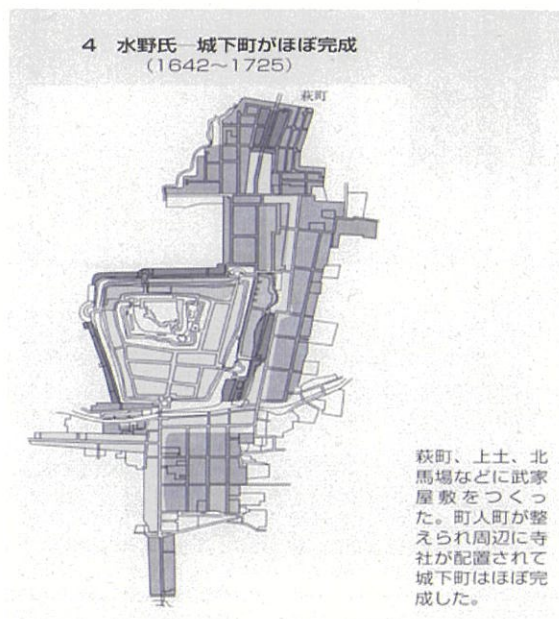 4 水野氏―城下町がほぼ完成
(1642～1725)
萩町
萩町、上土、北
馬場などに武家
屋敷をつくっ
た。町人町が整
えられ周辺に寺
社が配置されて
城下町はほぼ完
成した。